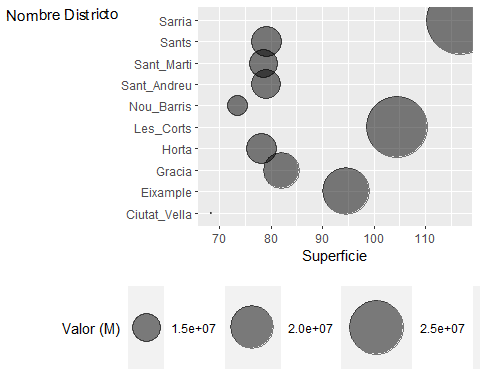 Nombre Districto
Sarria
Sants
Sant_Marti
Sant_Andreu
Nou_Barris
Les_Corts
Horta
Gracia
Eixample
Ciutat_Vella
70 80 90 100 110
Superficie
Valor (M) 1.5e+07 2.0e+07 2.5e+07